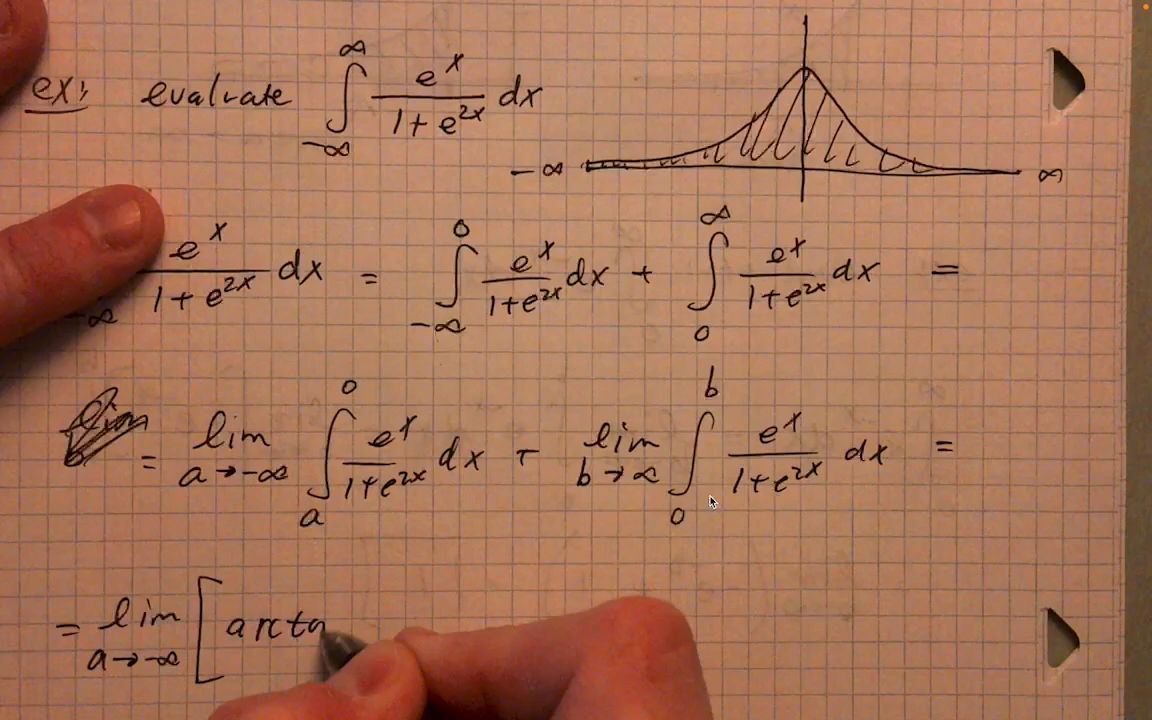 ex: evaluate ∫_{-∞}^{∞} e^x/(1+e^{2x}) dx
-∞ ∞
-∞ e^x/(1+e^{2x}) dx = ∫_{-∞}^{0} e^x/(1+e^{2x}) dx + ∫_{0}^{∞} e^x/(1+e^{2x}) dx =
= lim_{a→-∞} ∫_{a}^{0} e^x/(1+e^{2x}) dx + lim_{b→∞} ∫_{0}^{b} e^x/(1+e^{2x}) dx =
= lim_{a→-∞} [ arcta